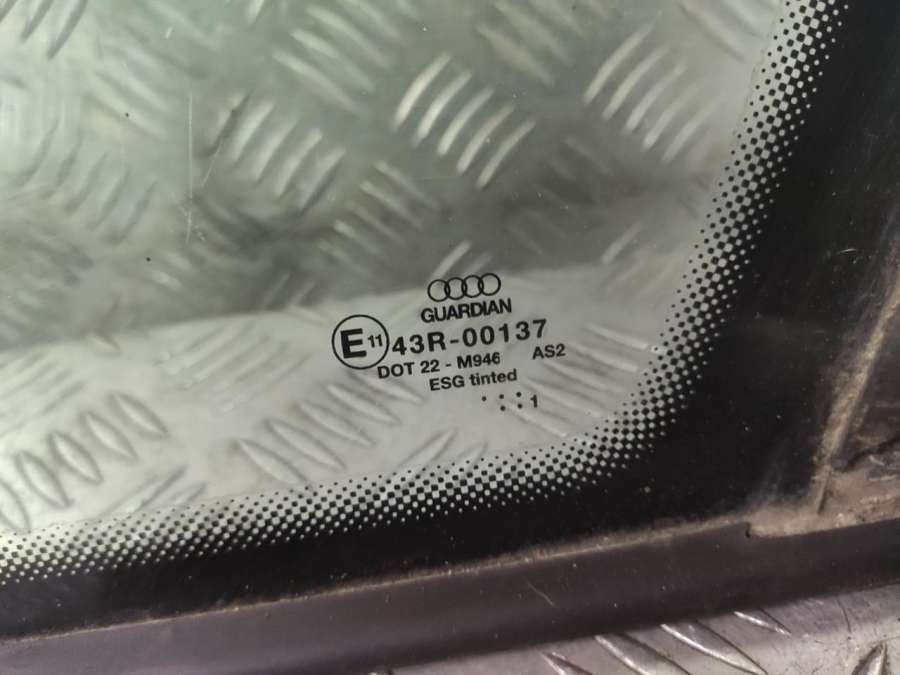 GUARDIAN
E11 43R-00137
DOT 22 - M946 AS2
ESG tinted
. : : 1